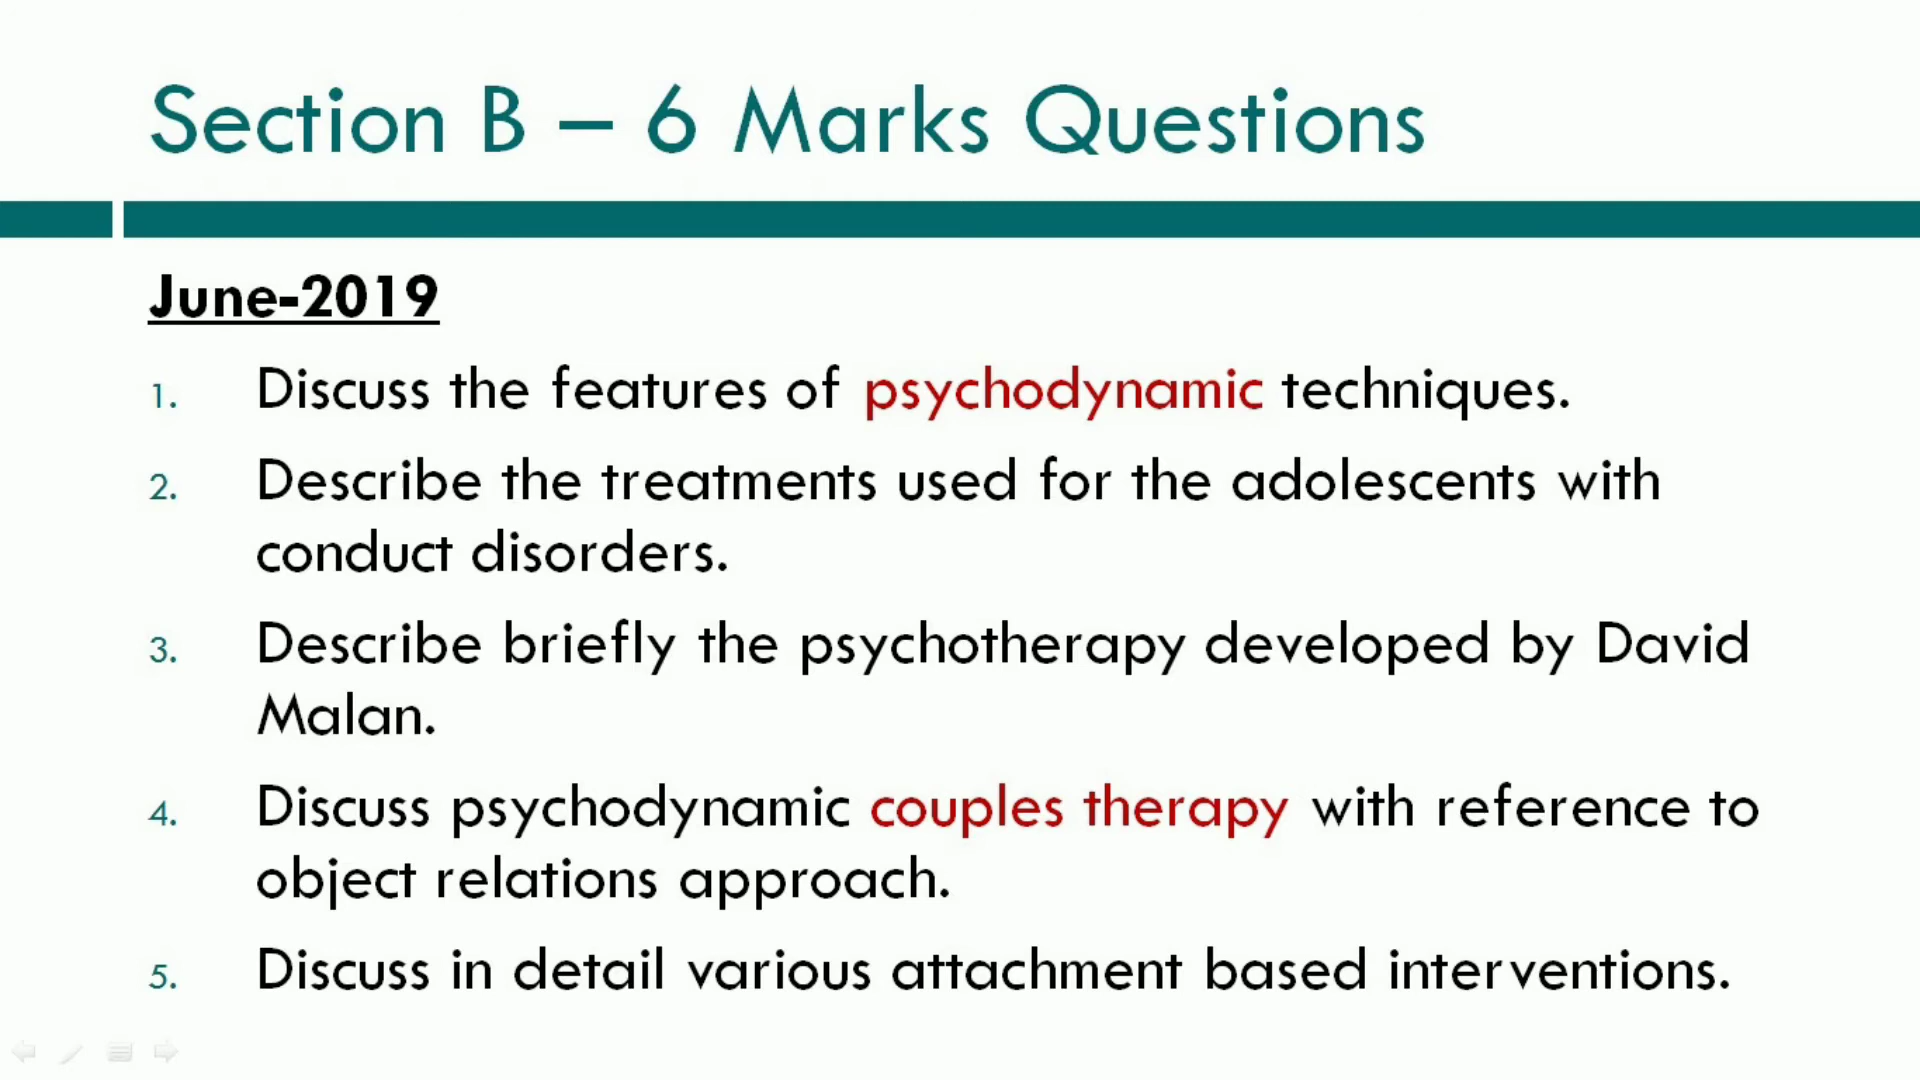 Section B – 6 Marks Questions
June-2019
1. Discuss the features of psychodynamic techniques.
2. Describe the treatments used for the adolescents with
conduct disorders.
3. Describe briefly the psychotherapy developed by David
Malan.
4. Discuss psychodynamic couples therapy with reference to
object relations approach.
5. Discuss in detail various attachment based interventions.